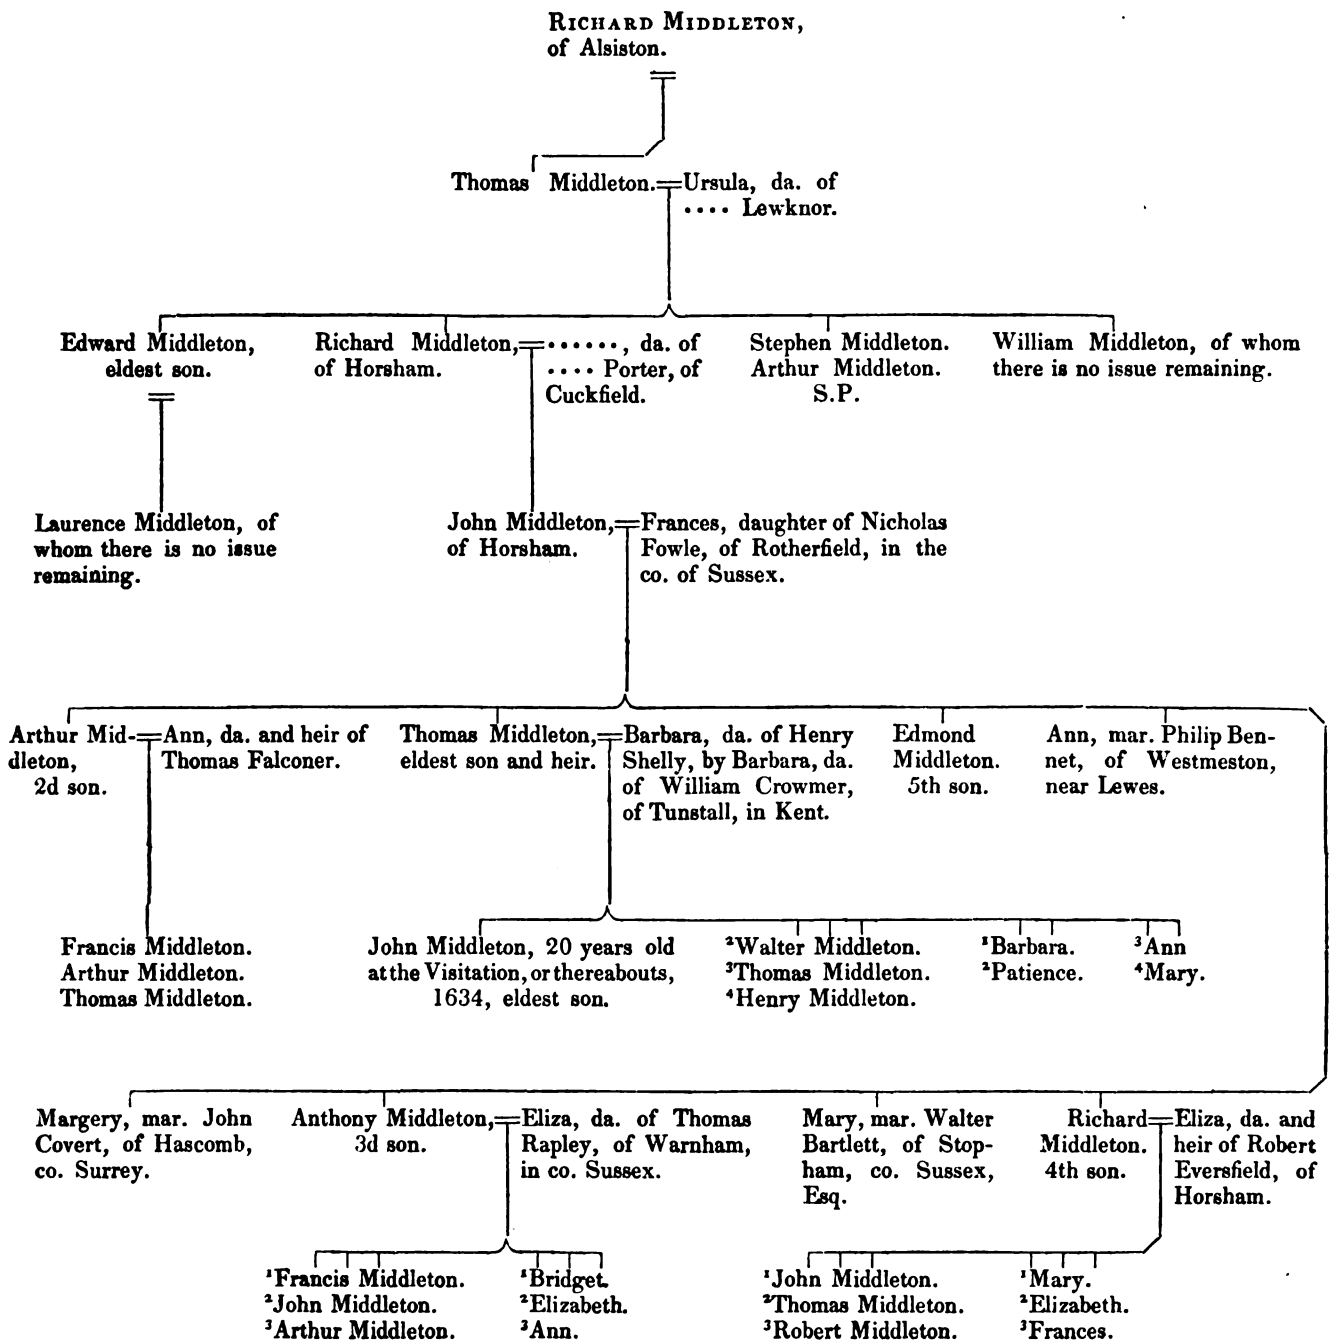 RICHARD MIDDLETON,
of Alsiston.
Thomas Middleton.
Ursula, da. of
.... Lewknor.
Edward Middleton,
eldest son.
Richard Middleton,
of Horsham.
......, da. of
.... Porter, of
Cuckfield.
Stephen Middleton.
Arthur Middleton.
S.P.
William Middleton, of whom
there is no issue remaining.
Laurence Middleton, of
whom there is no issue
remaining.
John Middleton,
of Horsham.
Frances, daughter of Nicholas
Fowle, of Rotherfield, in the
co. of Sussex.
Arthur Mid-
dleton,
2d son.
Ann, da. and heir of
Thomas Falconer.
Thomas Middleton,
eldest son and heir.
Barbara, da. of Henry
Shelly, by Barbara, da.
of William Crowmer,
of Tunstall, in Kent.
Edmond
Middleton.
5th son.
Ann, mar. Philip Ben-
net, of Westmeston,
near Lewes.
Francis Middleton.
Arthur Middleton.
Thomas Middleton.
John Middleton, 20 years old
at the Visitation, or thereabouts,
1634, eldest son.
²Walter Middleton.
³Thomas Middleton.
⁴Henry Middleton.
¹Barbara.
²Patience.
³Ann
⁴Mary.
Margery, mar. John
Covert, of Hascomb,
co. Surrey.
Anthony Middleton,
3d son.
Eliza, da. of Thomas
Rapley, of Warnham,
in co. Sussex.
Mary, mar. Walter
Bartlett, of Stop-
ham, co. Sussex,
Esq.
Richard
Middleton.
4th son.
Eliza, da. and
heir of Robert
Eversfield, of
Horsham.
¹Francis Middleton.
²John Middleton.
³Arthur Middleton.
¹Bridget.
²Elizabeth.
³Ann.
¹John Middleton.
²Thomas Middleton.
³Robert Middleton.
¹Mary.
²Elizabeth.
³Frances.